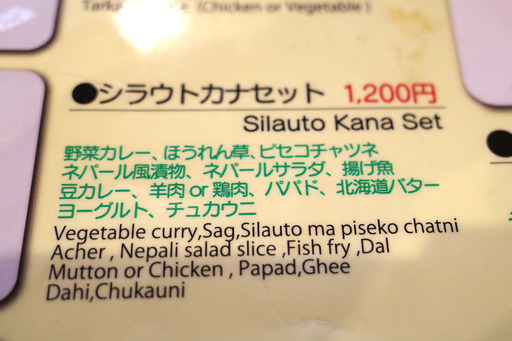 (Chicken or Vegetable)
●シラウトカナセット 1,200円
Silauto Kana Set
野菜カレー、ほうれん草、ピセコチャツネ
ネパール風漬物、ネパールサラダ、揚げ魚
豆カレー、羊肉 or 鶏肉、パパド、北海道バター
ヨーグルト、チュカウニ
Vegetable curry,Sag,Silauto ma piseko chatni
Acher , Nepali salad slice ,Fish fry ,Dal
Mutton or Chicken , Papad,Ghee
Dahi,Chukauni